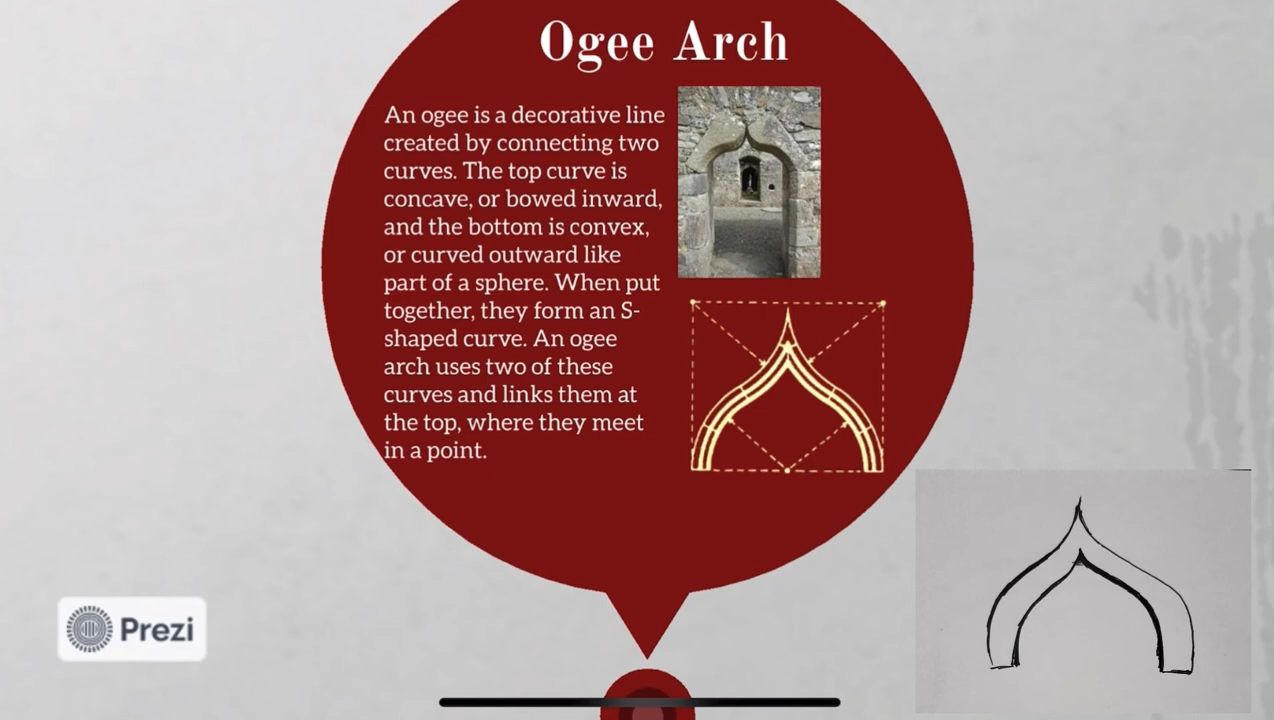 Ogee Arch
An ogee is a decorative line
created by connecting two
curves. The top curve is
concave, or bowed inward,
and the bottom is convex,
or curved outward like
part of a sphere. When put
together, they form an S-
shaped curve. An ogee
arch uses two of these
curves and links them at
the top, where they meet
in a point.
Prezi